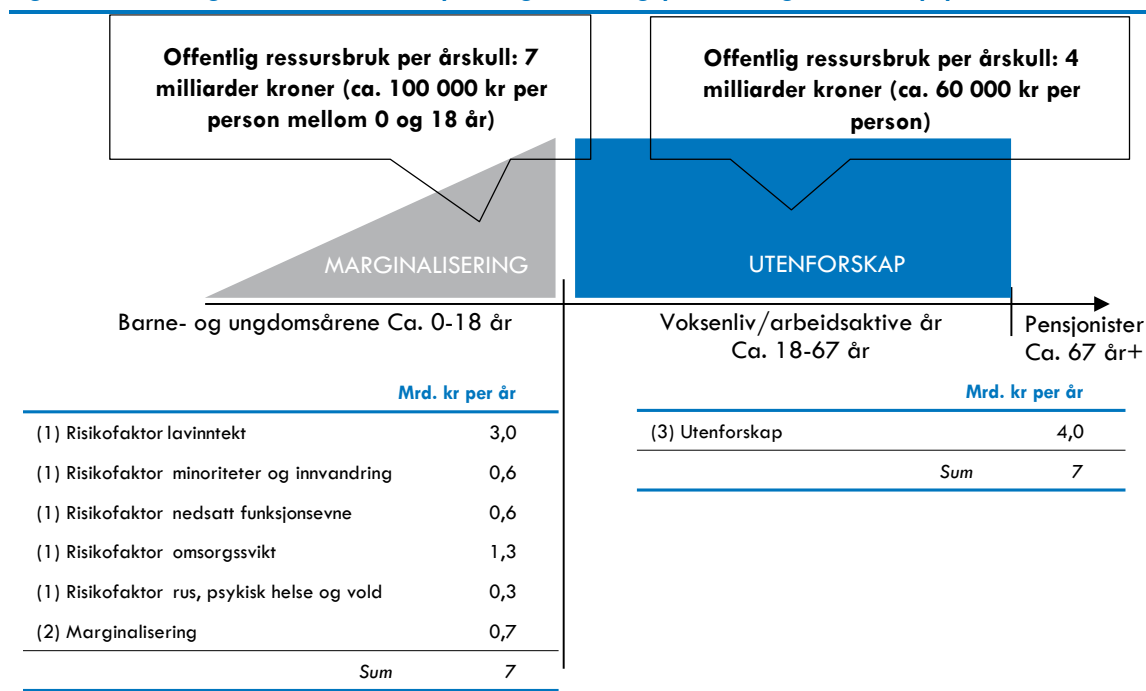 Offentlig ressursbruk per årskull: 7
milliarder kroner (ca. 100 000 kr per
person mellom 0 og 18 år)
Offentlig ressursbruk per årskull: 4
milliarder kroner (ca. 60 000 kr per
person)
MARGINALISERING
UTENFORSKAP
Barne- og ungdomsårene Ca. 0-18 år
Voksenliv/arbeidsaktive år
Ca. 18-67 år
Pensjonister
Ca. 67 år+
Mrd. kr per år
(1) Risikofaktor lavinntekt 3,0
(1) Risikofaktor minoriteter og innvandring 0,6
(1) Risikofaktor nedsatt funksjonsevne 0,6
(1) Risikofaktor omsorgssvikt 1,3
(1) Risikofaktor rus, psykisk helse og vold 0,3
(2) Marginalisering 0,7
Sum 7
Mrd. kr per år
(3) Utenforskap 4,0
Sum 7